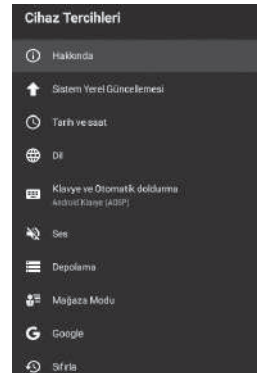 Cihaz Tercihleri
Hakkında
Sistem Yerel Güncellemesi
Tarih ve saat
Dil
Klavye ve Otomatik doldurma
Android Klavye (AOSP)
Ses
Depolama
Mağaza Modu
Google
Sıfırla